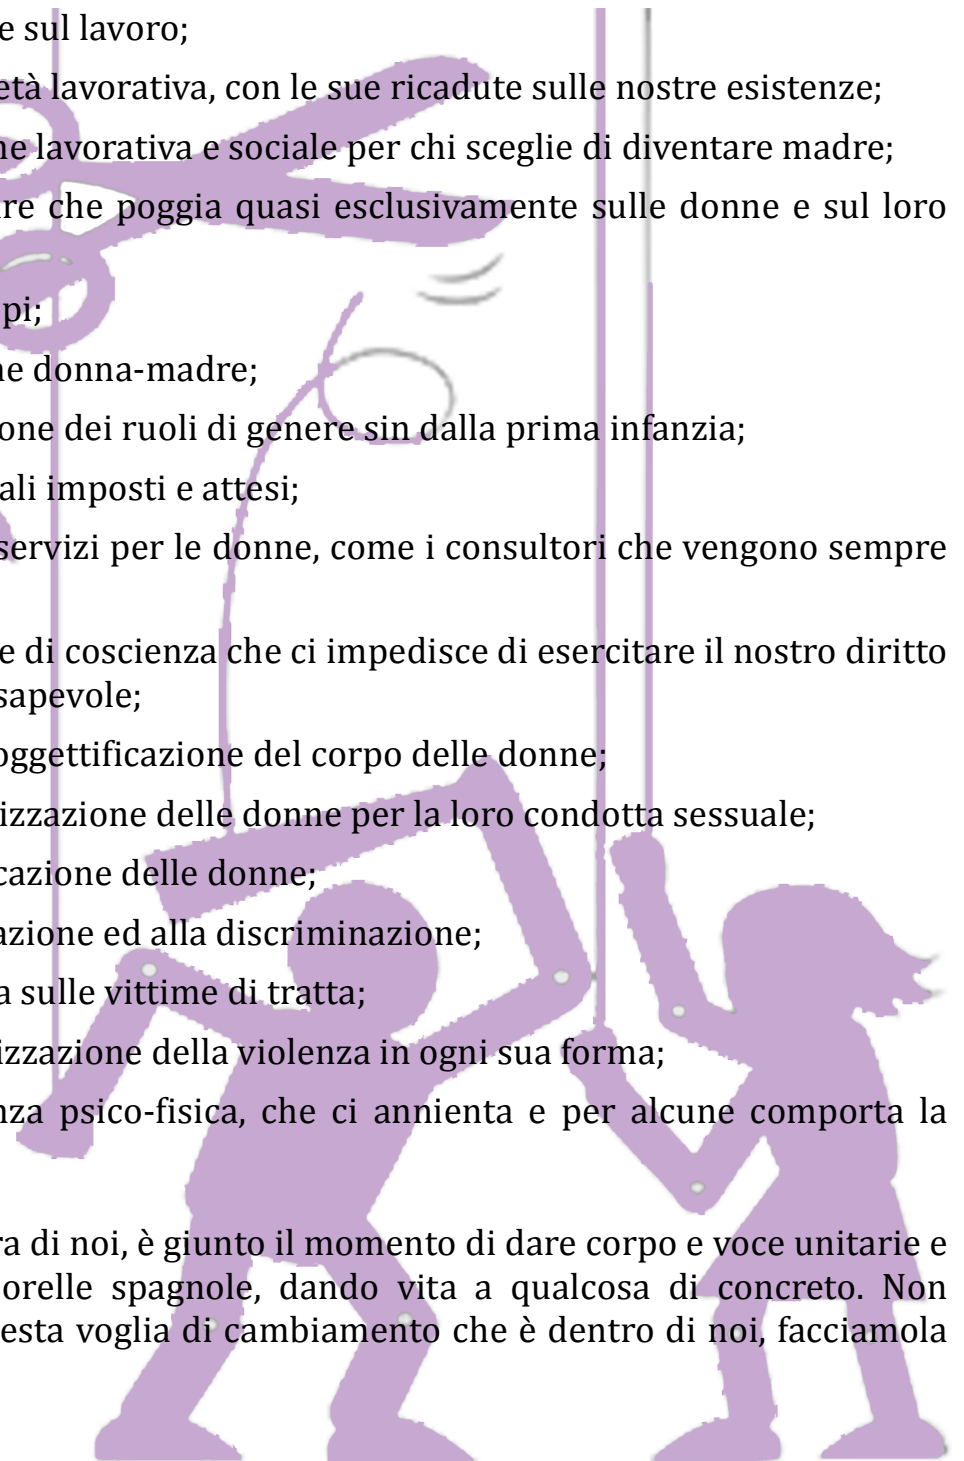 e sul lavoro;
età lavorativa, con le sue ricadute sulle nostre esistenze;
ne lavorativa e sociale per chi sceglie di diventare madre;
re che poggia quasi esclusivamente sulle donne e sul loro
pi;
ne donna-madre;
one dei ruoli di genere sin dalla prima infanzia;
ali imposti e attesi;
servizi per le donne, come i consultori che vengono sempre
e di coscienza che ci impedisce di esercitare il nostro diritto
sapevole;
oggettificazione del corpo delle donne;
izzazione delle donne per la loro condotta sessuale;
cazione delle donne;
azione ed alla discriminazione;
a sulle vittime di tratta;
izzazione della violenza in ogni sua forma;
nza psico-fisica, che ci annienta e per alcune comporta la
ra di noi, è giunto il momento di dare corpo e voce unitarie e
orelle spagnole, dando vita a qualcosa di concreto. Non
esta voglia di cambiamento che è dentro di noi, facciamola